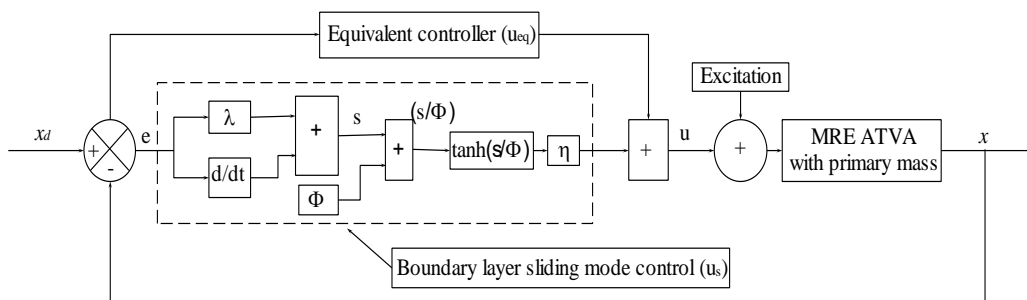 Equivalent controller (ueq)
Excitation
xd
+
-
e
λ
d/dt
+
s
Φ
(s/Φ)
+
tanh(s/Φ)
η
+
u
+
MRE ATVA
with primary mass
x
Boundary layer sliding mode control (us)